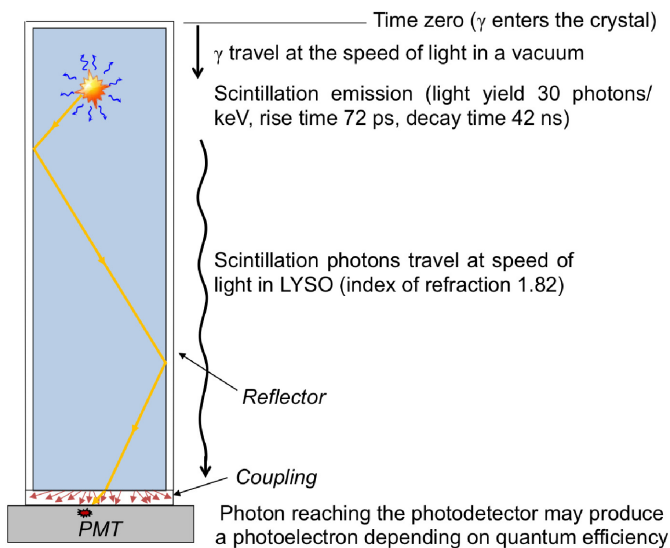 Time zero (γ enters the crystal)
γ travel at the speed of light in a vacuum
Scintillation emission (light yield 30 photons/
keV, rise time 72 ps, decay time 42 ns)
Scintillation photons travel at speed of
light in LYSO (index of refraction 1.82)
Reflector
Coupling
PMT
Photon reaching the photodetector may produce
a photoelectron depending on quantum efficiency